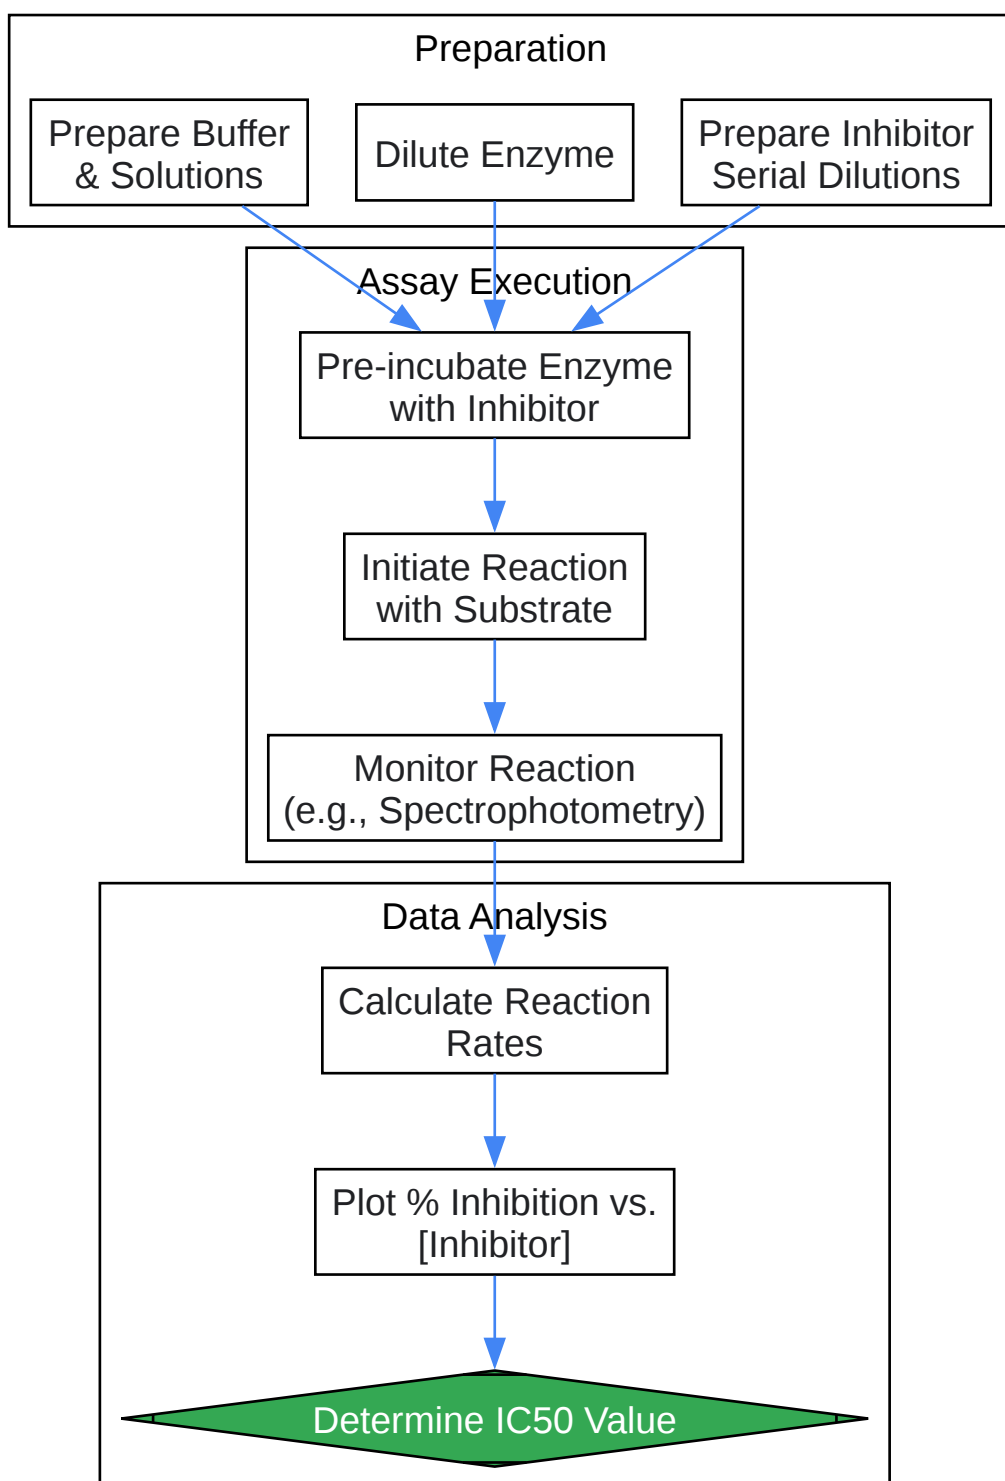 Preparation
Prepare Buffer
& Solutions
Dilute Enzyme
Prepare Inhibitor
Serial Dilutions
Assay Execution
Pre-incubate Enzyme
with Inhibitor
Initiate Reaction
with Substrate
Monitor Reaction
(e.g., Spectrophotometry)
Data Analysis
Calculate Reaction
Rates
Plot % Inhibition vs.
[Inhibitor]
Determine IC50 Value